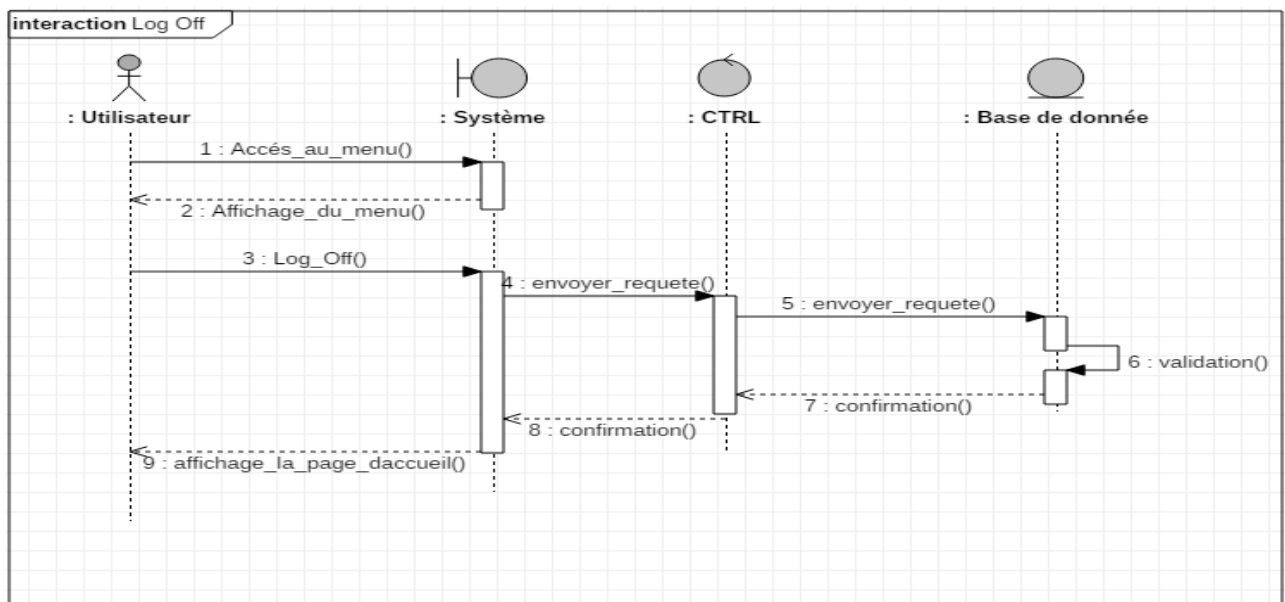 interaction Log Off
: Utilisateur
: Système
: CTRL
: Base de donnée
1 : Accés_au_menu()
2 : Affichage_du_menu()
3 : Log_Off()
4 : envoyer_requete()
5 : envoyer_requete()
6 : validation()
7 : confirmation()
8 : confirmation()
9 : affichage_la_page_daccueil()